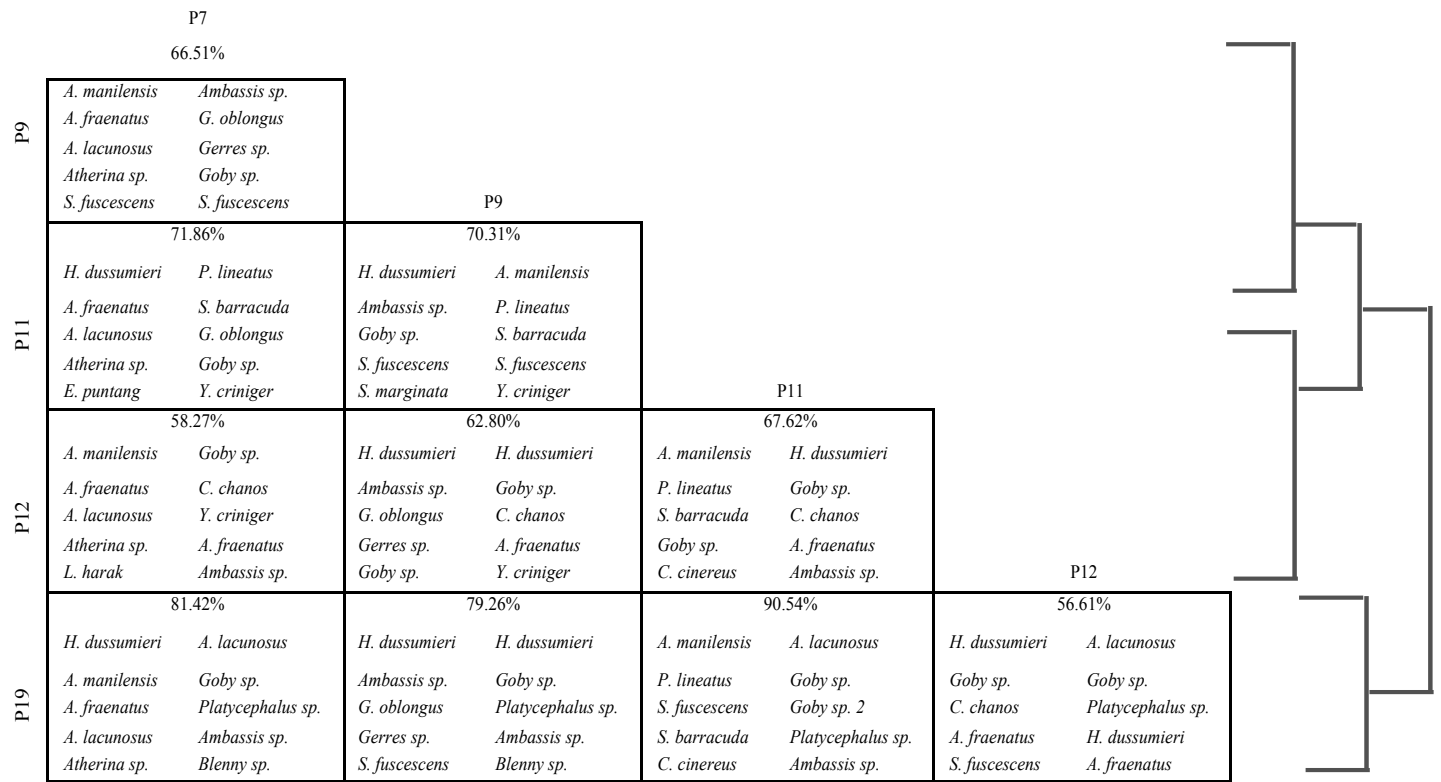 P7
66.51%
A. manilensis Ambassis sp.
A. fraenatus G. oblongus
P9
A. lacunosus Gerres sp.
Atherina sp. Goby sp.
S. fuscescens S. fuscescens P9
71.86% 70.31%
H. dussumieri P. lineatus H. dussumieri A. manilensis
A. fraenatus S. barracuda Ambassis sp. P. lineatus
P11
A. lacunosus G. oblongus Goby sp. S. barracuda
Atherina sp. Goby sp. S. fuscescens S. fuscescens
E. puntang Y. criniger S. marginata Y. criniger P11
58.27% 62.80% 67.62%
A. manilensis Goby sp. H. dussumieri H. dussumieri A. manilensis H. dussumieri
A. fraenatus C. chanos Ambassis sp. Goby sp. P. lineatus Goby sp.
P12
A. lacunosus Y. criniger G. oblongus C. chanos S. barracuda C. chanos
Atherina sp. A. fraenatus Gerres sp. A. fraenatus Goby sp. A. fraenatus
L. harak Ambassis sp. Goby sp. Y. criniger C. cinereus Ambassis sp. P12
81.42% 79.26% 90.54% 56.61%
H. dussumieri A. lacunosus H. dussumieri H. dussumieri A. manilensis A. lacunosus H. dussumieri A. lacunosus
A. manilensis Goby sp. Ambassis sp. Goby sp. P. lineatus Goby sp. Goby sp. Goby sp.
P19
A. fraenatus Platycephalus sp. G. oblongus Platycephalus sp. S. fuscescens Goby sp. 2 C. chanos Platycephalus sp.
A. lacunosus Ambassis sp. Gerres sp. Ambassis sp. S. barracuda Platycephalus sp. A. fraenatus H. dussumieri
Atherina sp. Blenny sp. S. fuscescens Blenny sp. C. cinereus Ambassis sp. S. fuscescens A. fraenatus